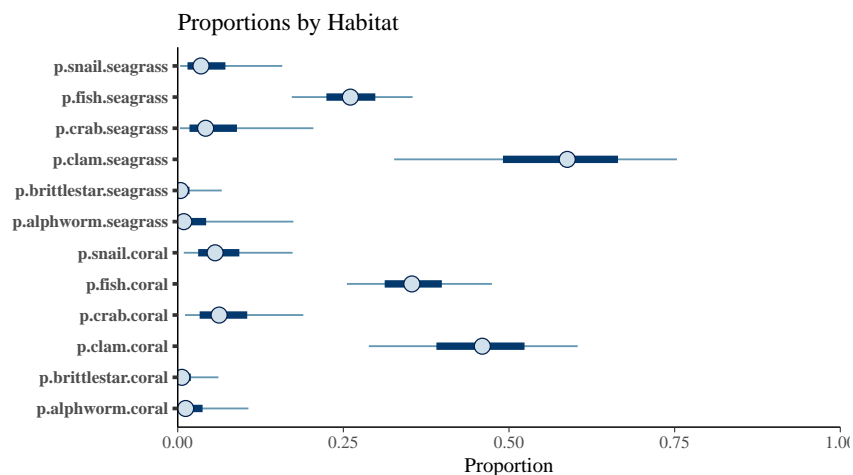 Proportions by Habitat
p.snail.seagrass
p.fish.seagrass
p.crab.seagrass
p.clam.seagrass
p.brittlestar.seagrass
p.alphworm.seagrass
p.snail.coral
p.fish.coral
p.crab.coral
p.clam.coral
p.brittlestar.coral
p.alphworm.coral
0.00 0.25 0.50 0.75 1.00
Proportion